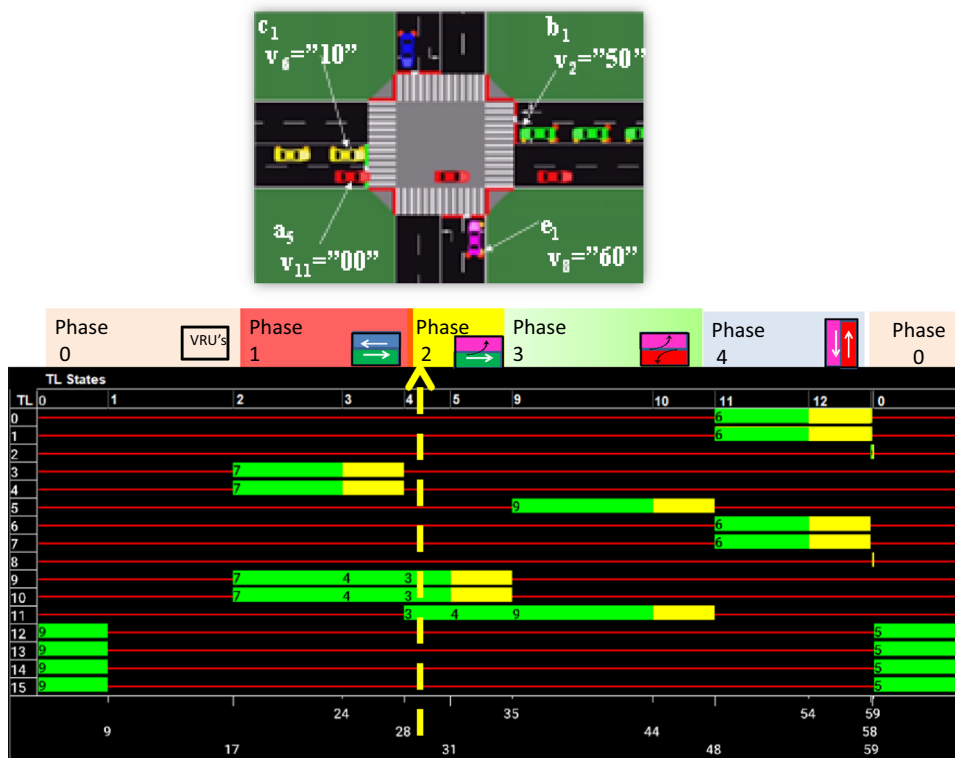 c1 b1
v6="10" v2="50"
a5 e1
v11="00" v8="60"
Phase 0 VRU's Phase 1 Phase 2 Phase 3 Phase 4 Phase 0
TL States
TL 0 1 2 3 4 5 9 10 11 12 0
0 6
1 6
2
3 7
4 7
5 9
6 6
7 6
8
9 7 4 3
10 7 4 3
11 3 4 9
12 9 5
13 9 5
14 9 5
15 9 5
24 35 54 59
9 28 44 58
17 31 48 59